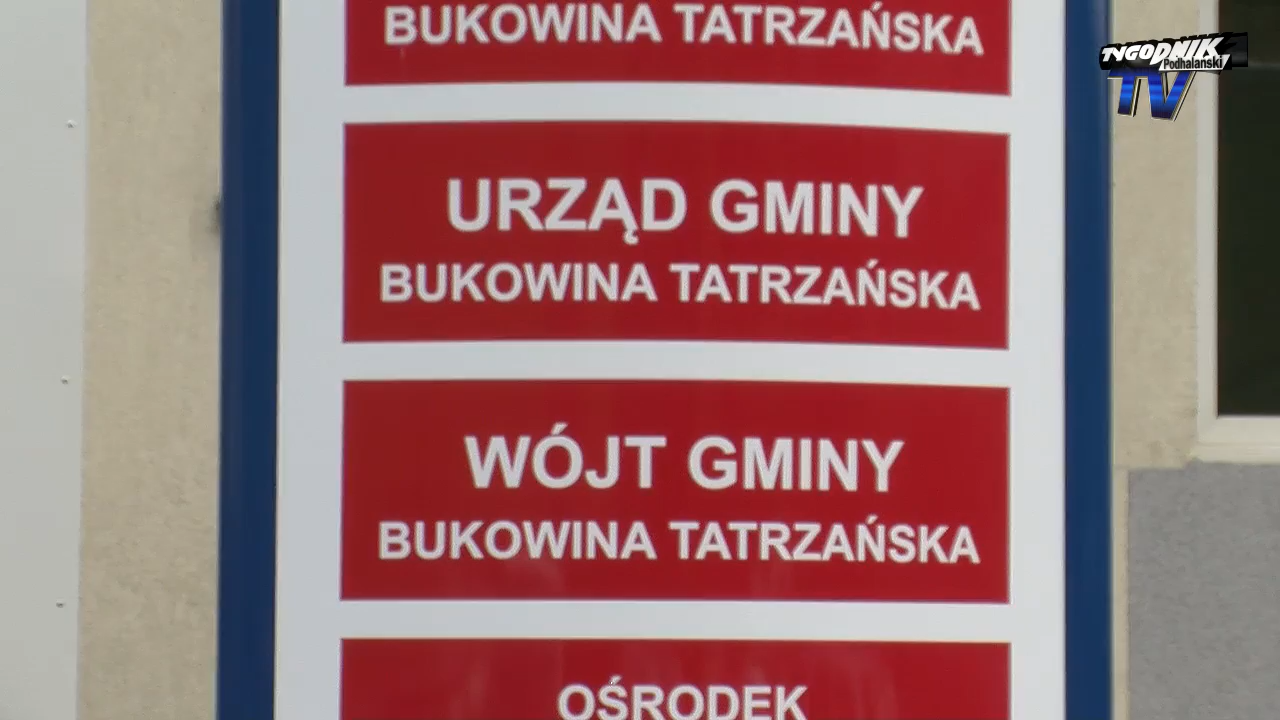 BUKOWINA TATRZAŃSKA
TYGODNIK
Podhalański
TV
URZĄD GMINY
BUKOWINA TATRZAŃSKA
WÓJT GMINY
BUKOWINA TATRZAŃSKA
OŚRODEK